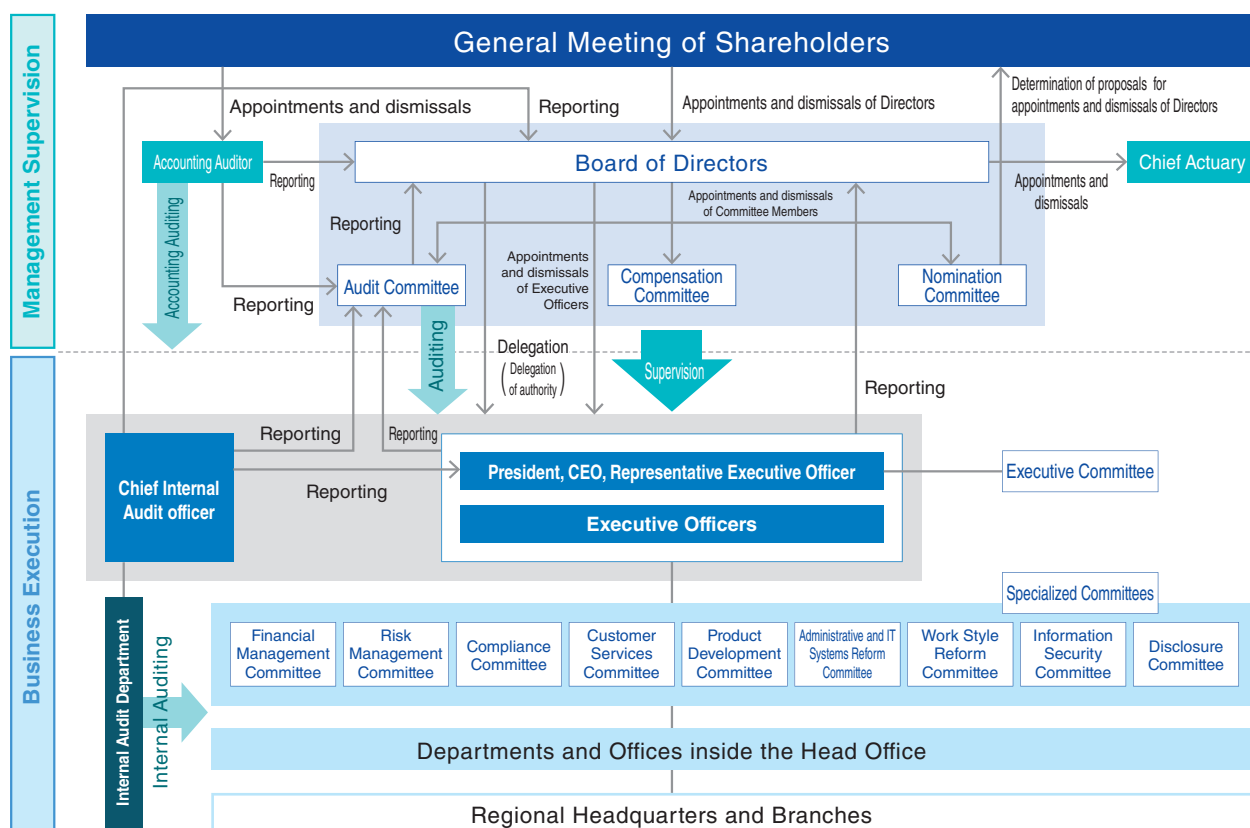 Management Supervision
Business Execution
General Meeting of Shareholders
Appointments and dismissals
Reporting
Appointments and dismissals of Directors
Determination of proposals for
appointments and dismissals of Directors
Accounting Auditor
Reporting
Board of Directors
Chief Actuary
Appointments and
dismissals
Accounting Auditing
Reporting
Appointments and dismissals
of Committee Members
Reporting
Audit Committee
Appointments
and dismissals
of Executive
Officers
Compensation
Committee
Nomination
Committee
Auditing
Delegation
( Delegation
of authority )
Supervision
Reporting
Reporting
Reporting
Chief Internal
Audit officer
Reporting
President, CEO, Representative Executive Officer
Executive Officers
Executive Committee
Specialized Committees
Internal Audit Department
Internal Auditing
Financial
Management
Committee
Risk
Management
Committee
Compliance
Committee
Customer
Services
Committee
Product
Development
Committee
Administrative and IT
Systems Reform
Committee
Work Style
Reform
Committee
Information
Security
Committee
Disclosure
Committee
Departments and Offices inside the Head Office
Regional Headquarters and Branches